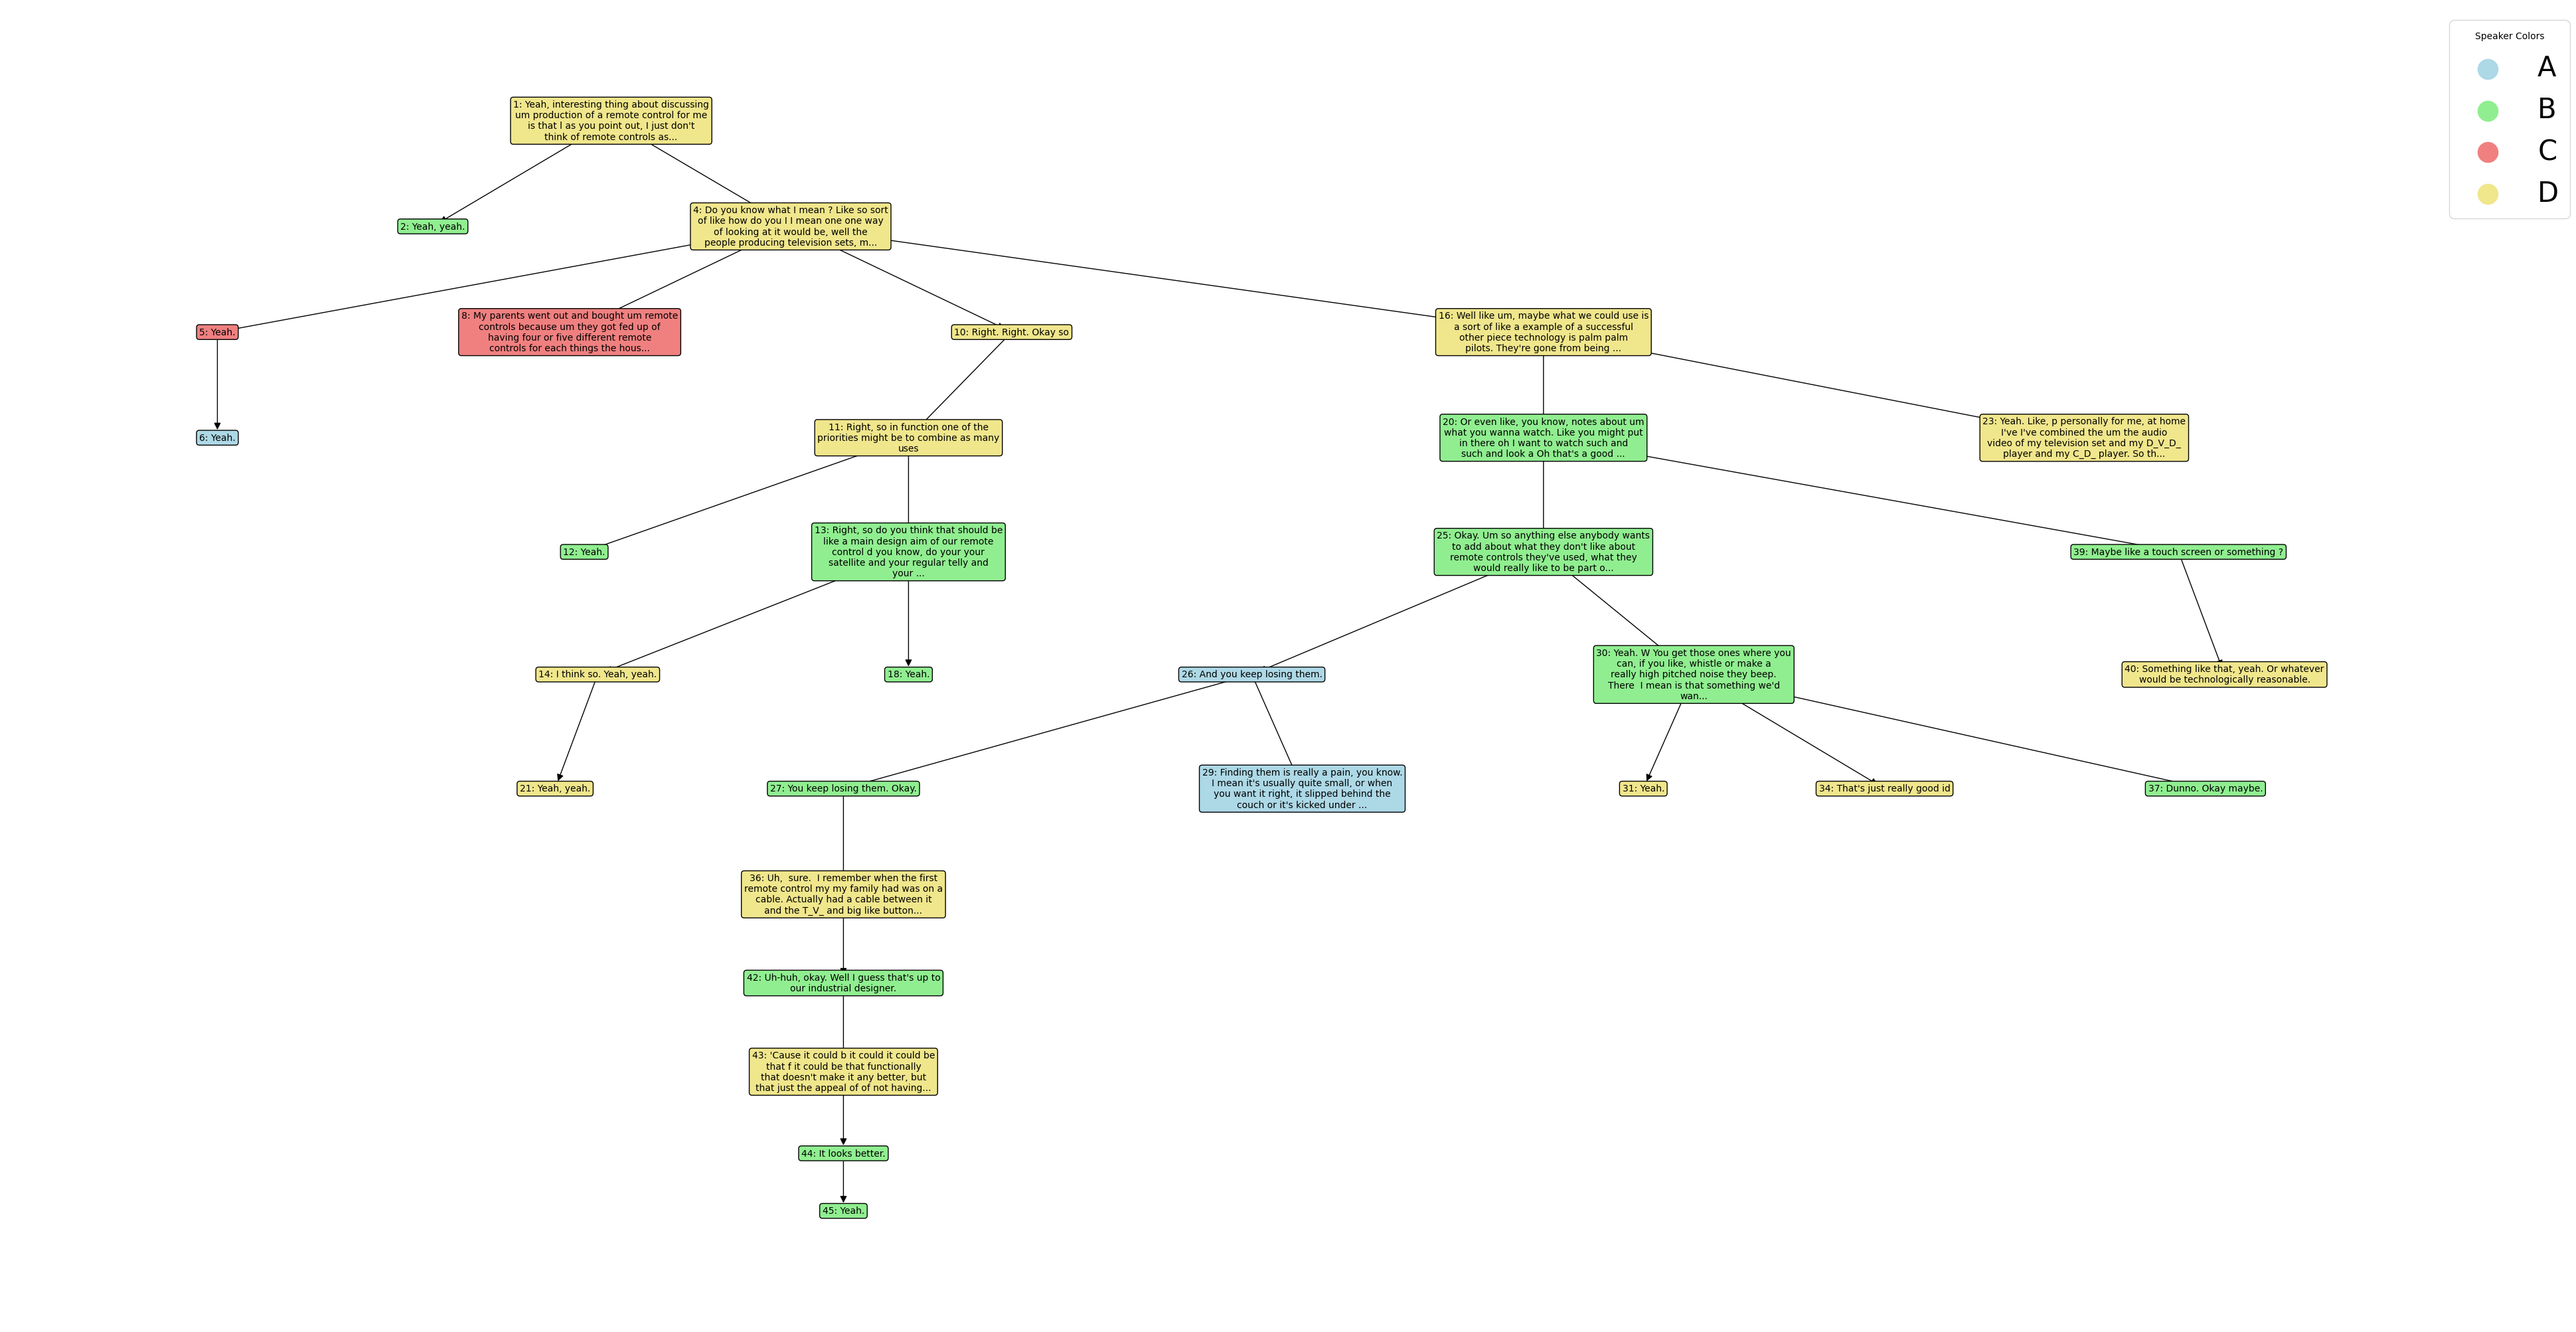 Speaker Colors
A
B
C
D
1: Yeah, interesting thing about discussing
um production of a remote control for me
is that l as you point out, I just don't
think of remote controls as...
2: Yeah, yeah.
4: Do you know what I mean ? Like so sort
of like how do you I I mean one one way
of looking at it would be, well the
people producing television sets, m...
5: Yeah.
8: My parents went out and bought um remote
controls because um they got fed up of
having four or five different remote
controls for each things the hous...
10: Right. Right. Okay so
16: Well like um, maybe what we could use is
a sort of like a example of a successful
other piece technology is palm palm
pilots. They're gone from being ...
6: Yeah.
11: Right, so in function one of the
priorities might be to combine as many
uses
20: Or even like, you know, notes about um
what you wanna watch. Like you might put
in there oh I want to watch such and
such and look a Oh that's a good ...
23: Yeah. Like, p personally for me, at home
I've I've combined the um the audio
video of my television set and my D_V_D_
player and my C_D_ player. So th...
12: Yeah.
13: Right, so do you think that should be
like a main design aim of our remote
control d you know, do your your
satellite and your regular telly and
your ...
25: Okay. Um so anything else anybody wants
to add about what they don't like about
remote controls they've used, what they
would really like to be part o...
39: Maybe like a touch screen or something ?
14: I think so. Yeah, yeah.
18: Yeah.
26: And you keep losing them.
30: Yeah. W You get those ones where you
can, if you like, whistle or make a
really high pitched noise they beep.
There  I mean is that something we'd
wan...
40: Something like that, yeah. Or whatever
would be technologically reasonable.
21: Yeah, yeah.
27: You keep losing them. Okay.
29: Finding them is really a pain, you know.
I mean it's usually quite small, or when
you want it right, it slipped behind the
couch or it's kicked under ...
31: Yeah.
34: That's just really good id
37: Dunno. Okay maybe.
36: Uh,  sure.  I remember when the first
remote control my my family had was on a
cable. Actually had a cable between it
and the T_V_ and big like button...
42: Uh-huh, okay. Well I guess that's up to
our industrial designer.
43: 'Cause it could b it could it could be
that f it could be that functionally
that doesn't make it any better, but
that just the appeal of of not having...
44: It looks better.
45: Yeah.